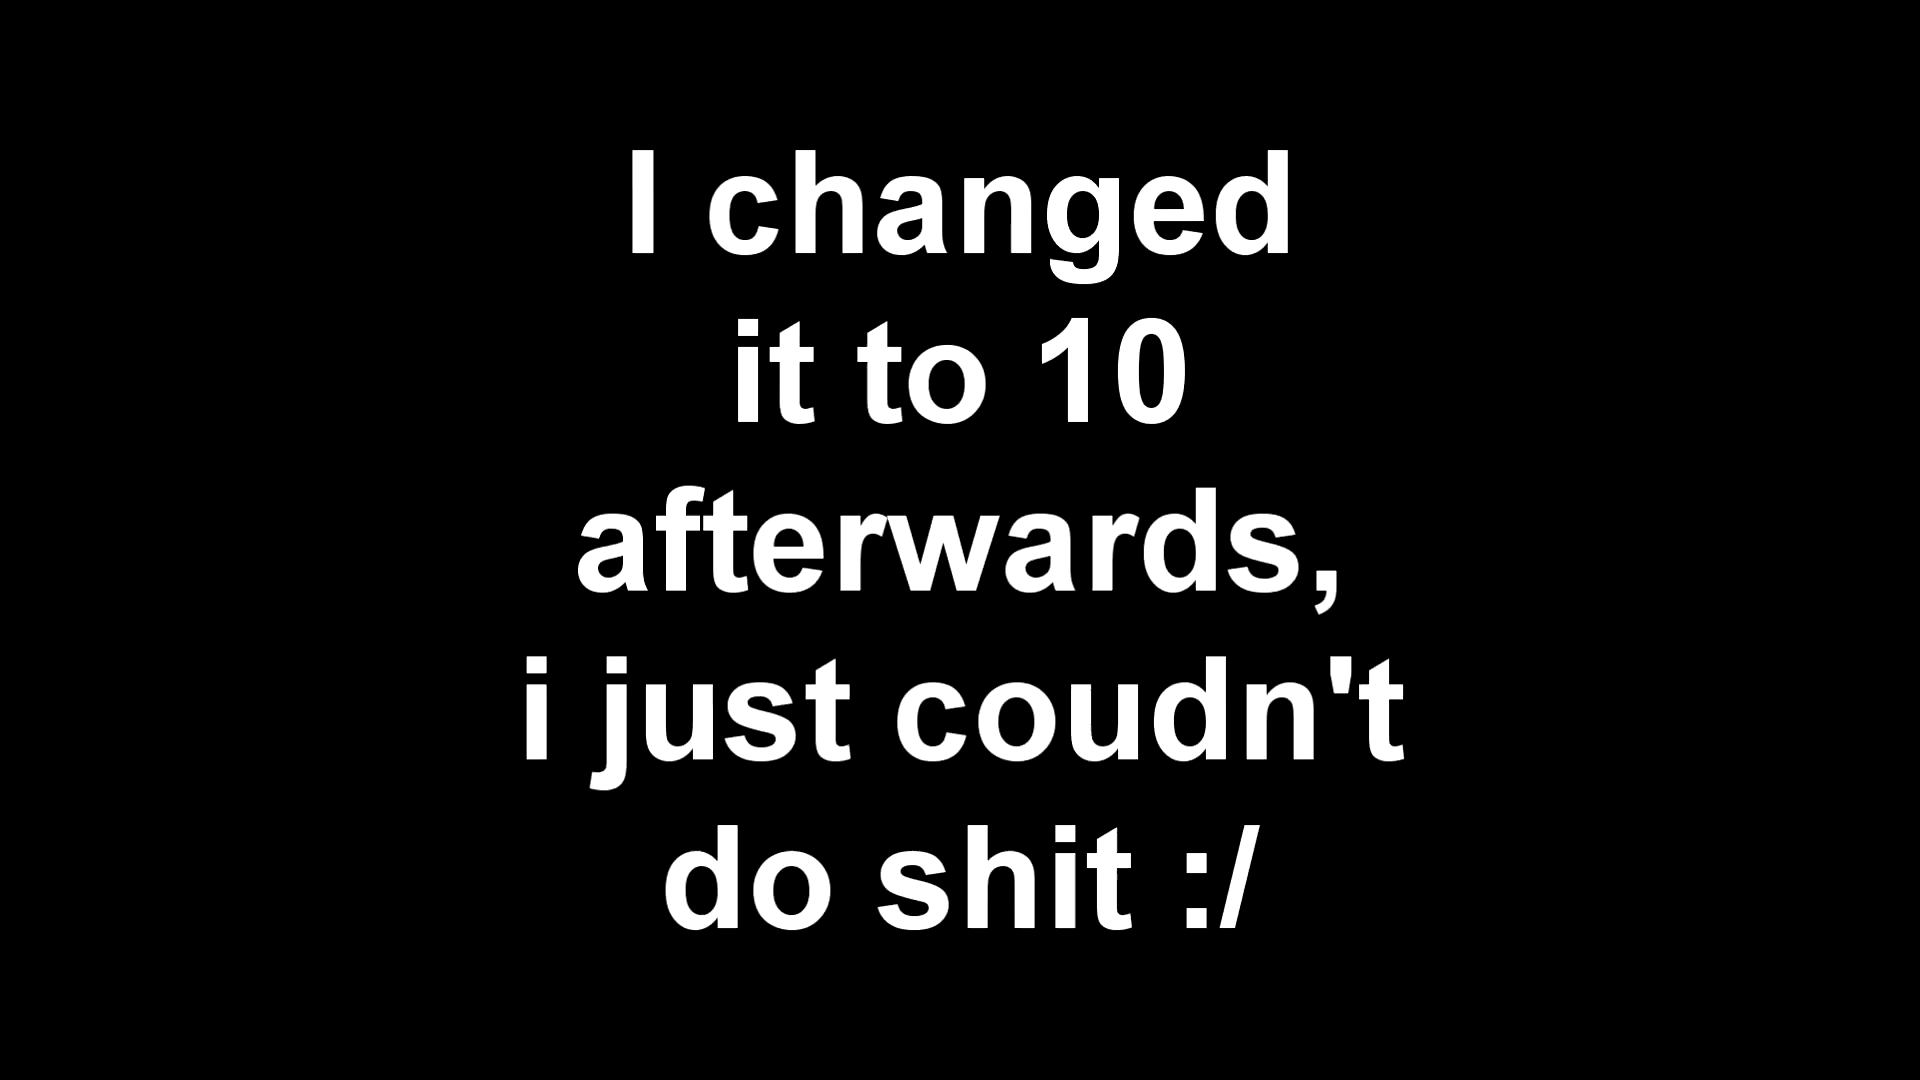 I changed
it to 10
afterwards,
i just coudn't
do shit :/